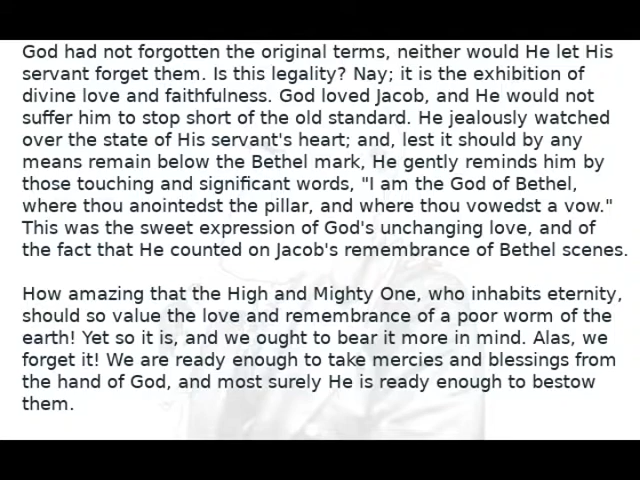 God had not forgotten the original terms, neither would He let His
servant forget them. Is this legality? Nay; it is the exhibition of
divine love and faithfulness. God loved Jacob, and He would not
suffer him to stop short of the old standard. He jealously watched
over the state of His servant's heart; and, lest it should by any
means remain below the Bethel mark, He gently reminds him by
those touching and significant words, "I am the God of Bethel,
where thou anointedst the pillar, and where thou vowedst a vow."
This was the sweet expression of God's unchanging love, and of
the fact that He counted on Jacob's remembrance of Bethel scenes.
How amazing that the High and Mighty One, who inhabits eternity,
should so value the love and remembrance of a poor worm of the
earth! Yet so it is, and we ought to bear it more in mind. Alas, we
forget it! We are ready enough to take mercies and blessings from
the hand of God, and most surely He is ready enough to bestow
them.